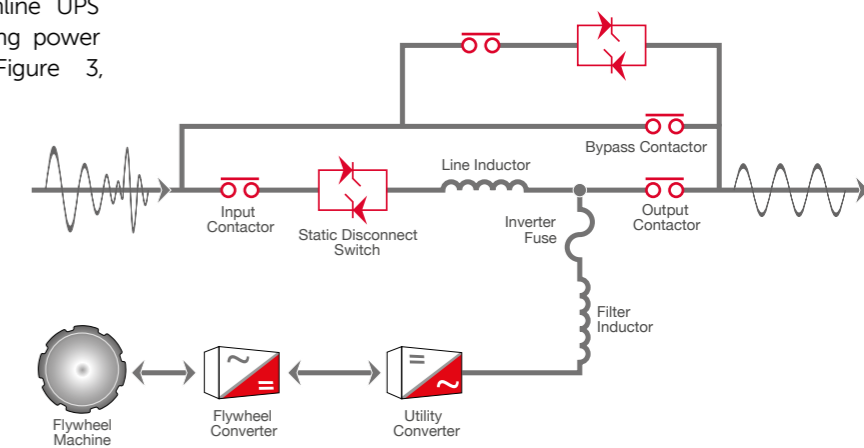 UPS
ng power
Figure 3,
Bypass Contactor
Line Inductor
Input
Contactor
Static Disconnect
Switch
Inverter
Fuse
Output
Contactor
Filter
Inductor
Flywheel
Machine
Flywheel
Converter
Utility
Converter